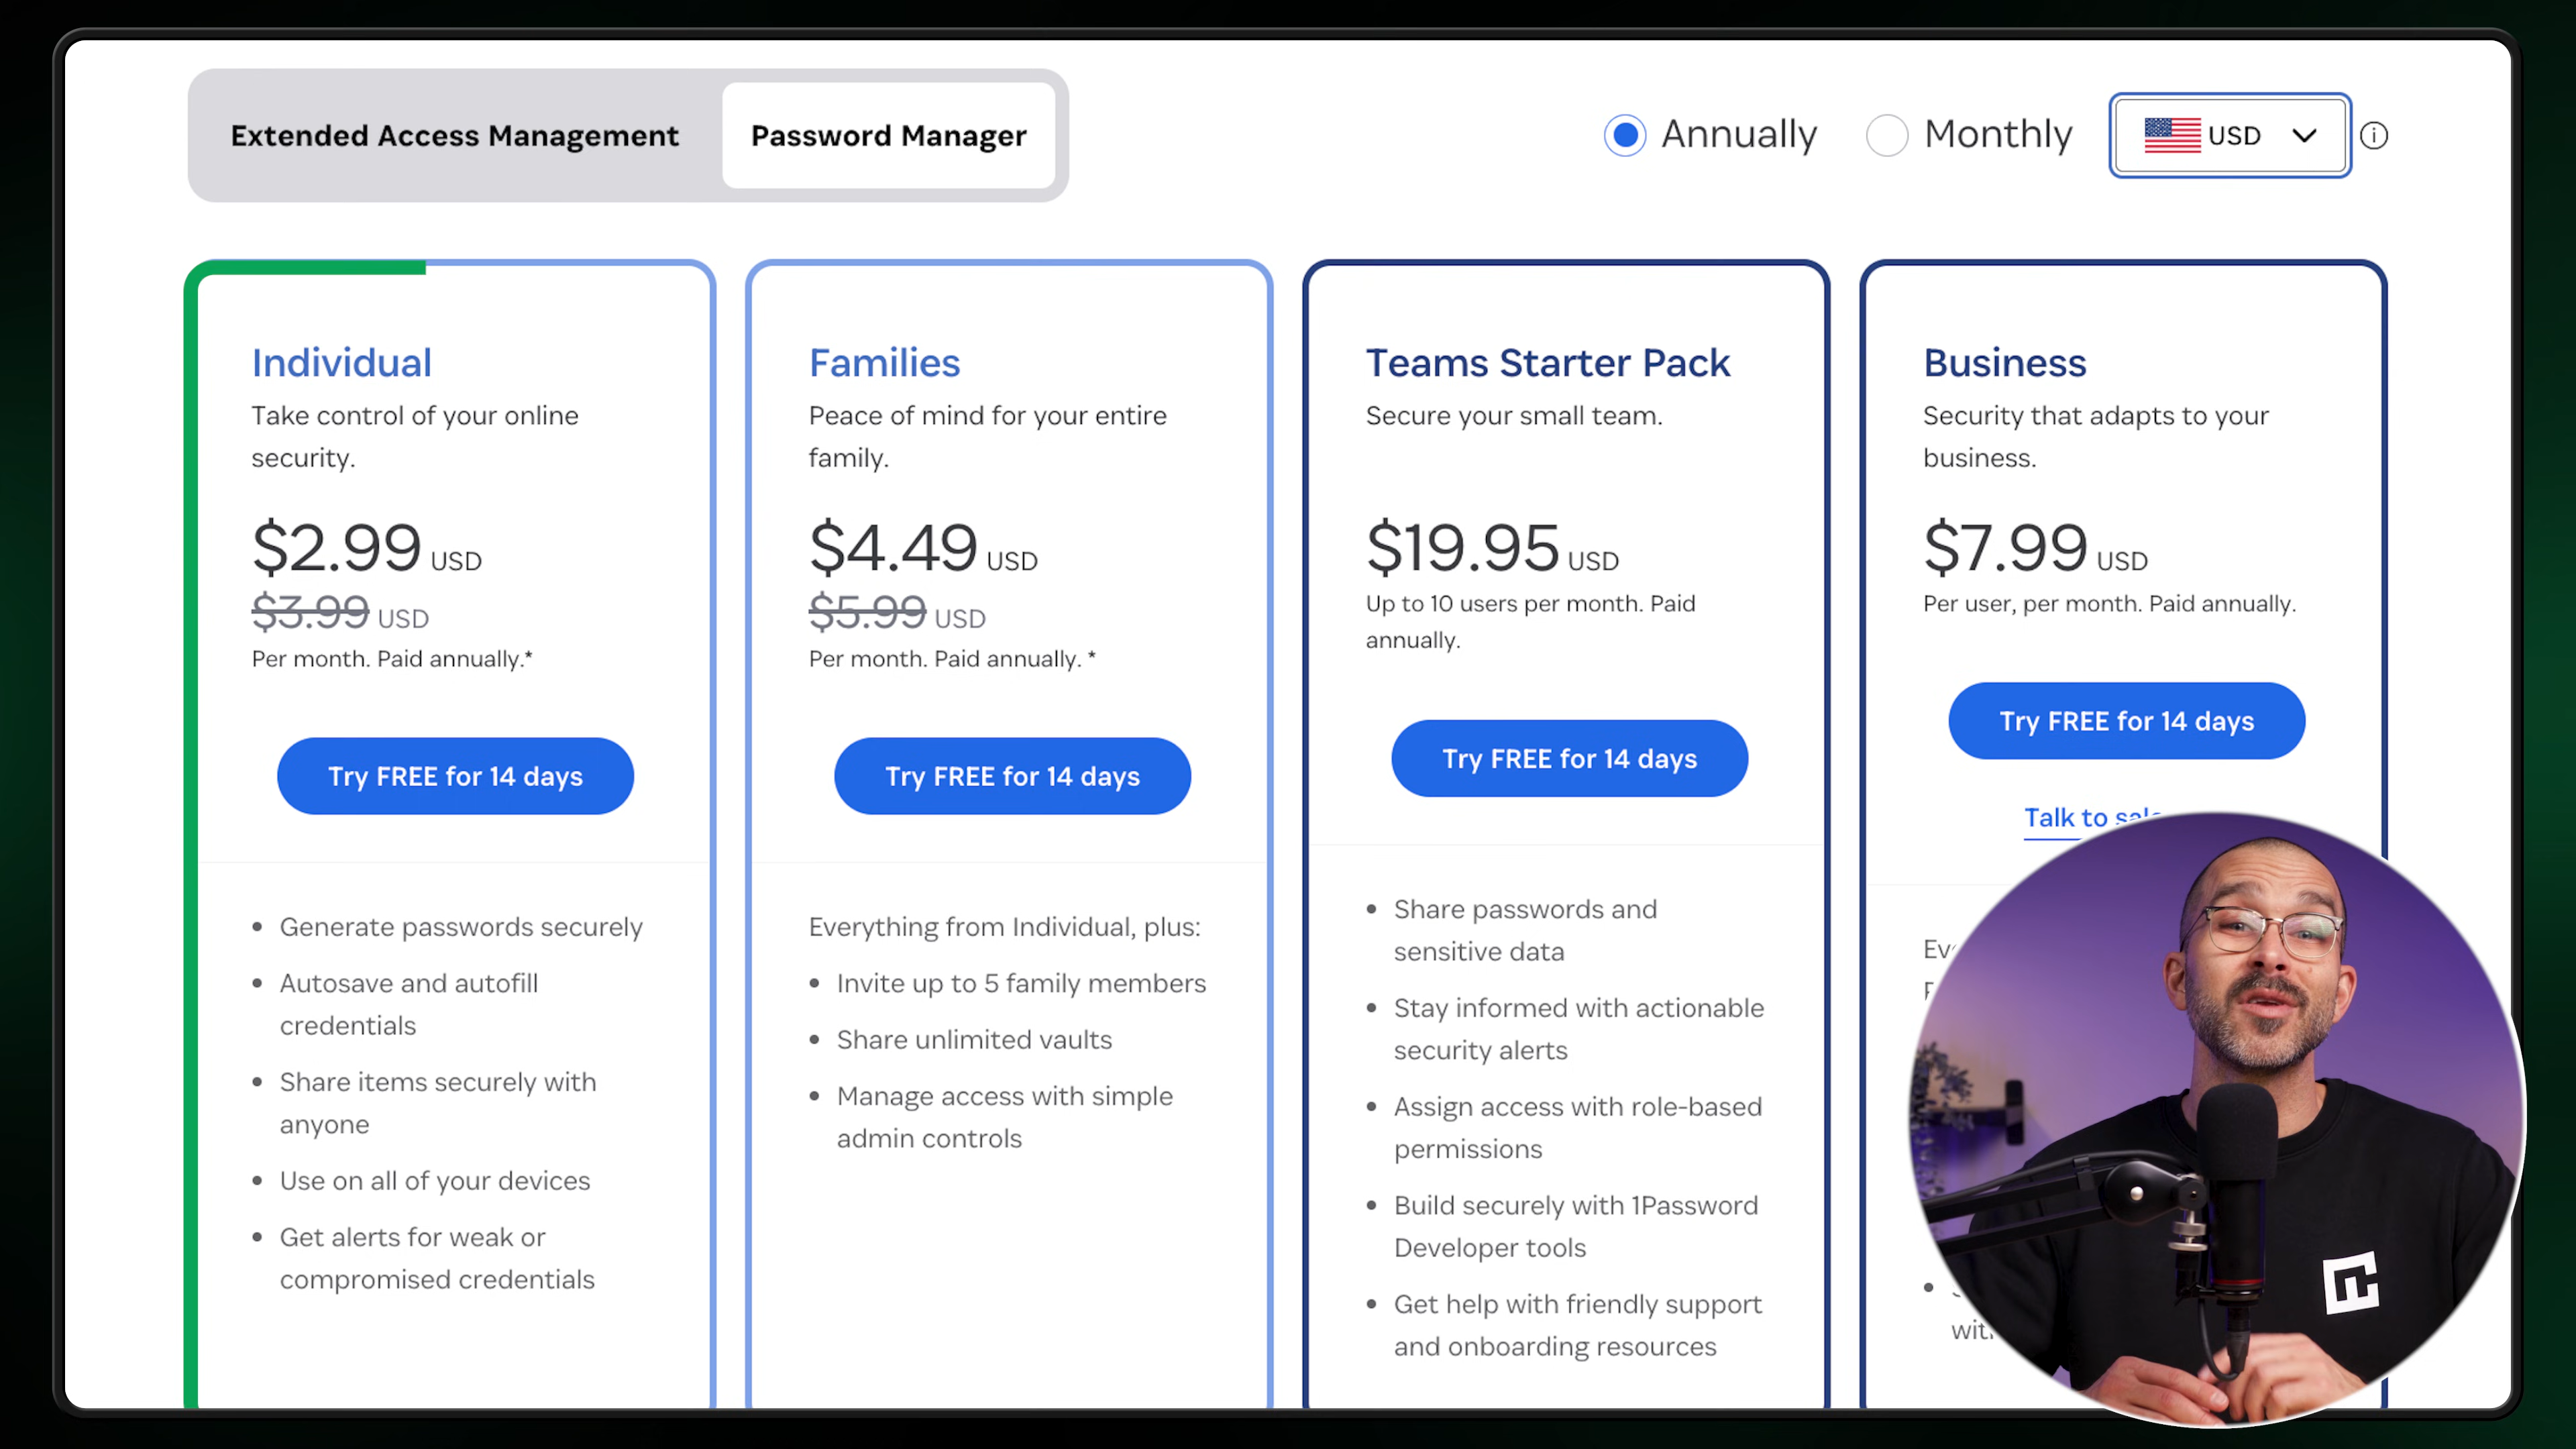 Extended Access Management
Password Manager
Annually
Monthly
USD
Individual
Take control of your online
security.
$2.99 USD
$3.99 USD
Per month. Paid annually.*
Try FREE for 14 days
• Generate passwords securely
• Autosave and autofill
credentials
• Share items securely with
anyone
• Use on all of your devices
• Get alerts for weak or
compromised credentials
Families
Peace of mind for your entire
family.
$4.49 USD
$5.99 USD
Per month. Paid annually. *
Try FREE for 14 days
Everything from Individual, plus:
• Invite up to 5 family members
• Share unlimited vaults
• Manage access with simple
admin controls
Teams Starter Pack
Secure your small team.
$19.95 USD
Up to 10 users per month. Paid
annually.
Try FREE for 14 days
• Share passwords and
sensitive data
• Stay informed with actionable
security alerts
• Assign access with role-based
permissions
• Build securely with 1Password
Developer tools
• Get help with friendly support
and onboarding resources
Business
Security that adapts to your
business.
$7.99 USD
Per user, per month. Paid annually.
Try FREE for 14 days
Talk to